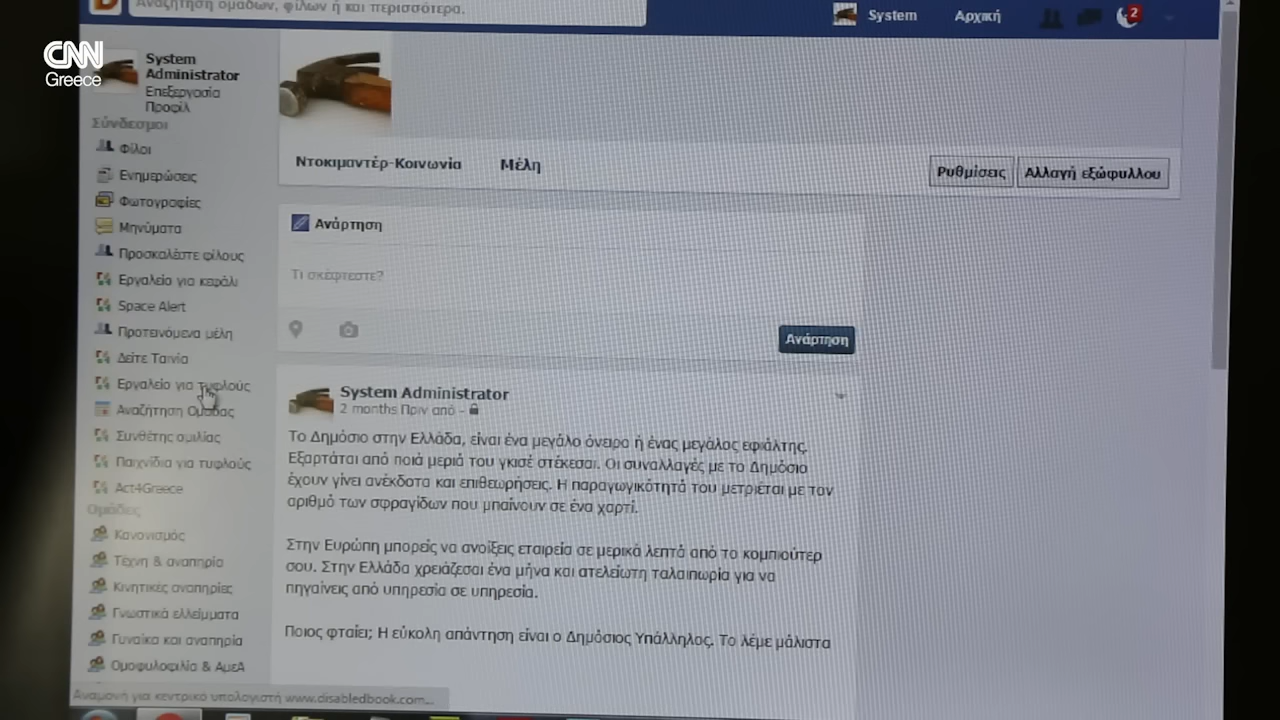 Αναζήτηση ομάδων, φίλων ή και περισσότερα.
System
Αρχική
2
CNN
Greece
System
Administrator
Επεξεργασία
Προφίλ
Σύνδεσμοι
Φίλοι
Ενημερώσεις
Φωτογραφίες
Μηνύματα
Προσκαλέστε φίλους
Εργαλείο για κεφάλι
Space Alert
Προτεινόμενα μέλη
Δείτε Ταινία
Εργαλείο για τυφλούς
Αναζήτηση Ομάδας
Συνθέτης ομιλίας
Παιχνίδια για τυφλούς
Act4Greece
Ομάδες
Κανονισμός
Τέχνη & αναπηρία
Κινητικές αναπηρίες
Γνωστικά ελλείμματα
Γυναίκα και αναπηρία
Ομοφυλοφιλία & ΑμεΑ
Αναμονή για κεντρικό υπολογιστή www.disabledbook.com...
Ντοκιμαντέρ-Κοινωνία
Μέλη
Ρυθμίσεις
Αλλαγή εξώφυλλου
Ανάρτηση
Τι σκέφτεστε?
Ανάρτηση
System Administrator
2 months Πριν από -
Το Δημόσιο στην Ελλάδα, είναι ένα μεγάλο όνειρο ή ένας μεγάλος εφιάλτης.
Εξαρτάται από ποιά μεριά του γκισέ στέκεσαι. Οι συναλλαγές με το Δημόσιο
έχουν γίνει ανέκδοτα και επιθεωρήσεις. Η παραγωγικότητά του μετριέται με τον
αριθμό των σφραγίδων που μπαίνουν σε ένα χαρτί.
Στην Ευρώπη μπορείς να ανοίξεις εταιρεία σε μερικά λεπτά από το κομπιούτερ
σου. Στην Ελλάδα χρειάζεσαι ένα μήνα και ατελείωτη ταλαιπωρία για να
πηγαίνεις από υπηρεσία σε υπηρεσία.
Ποιος φταίει; Η εύκολη απάντηση είναι ο Δημόσιος Υπάλληλος. Το λέμε μάλιστα